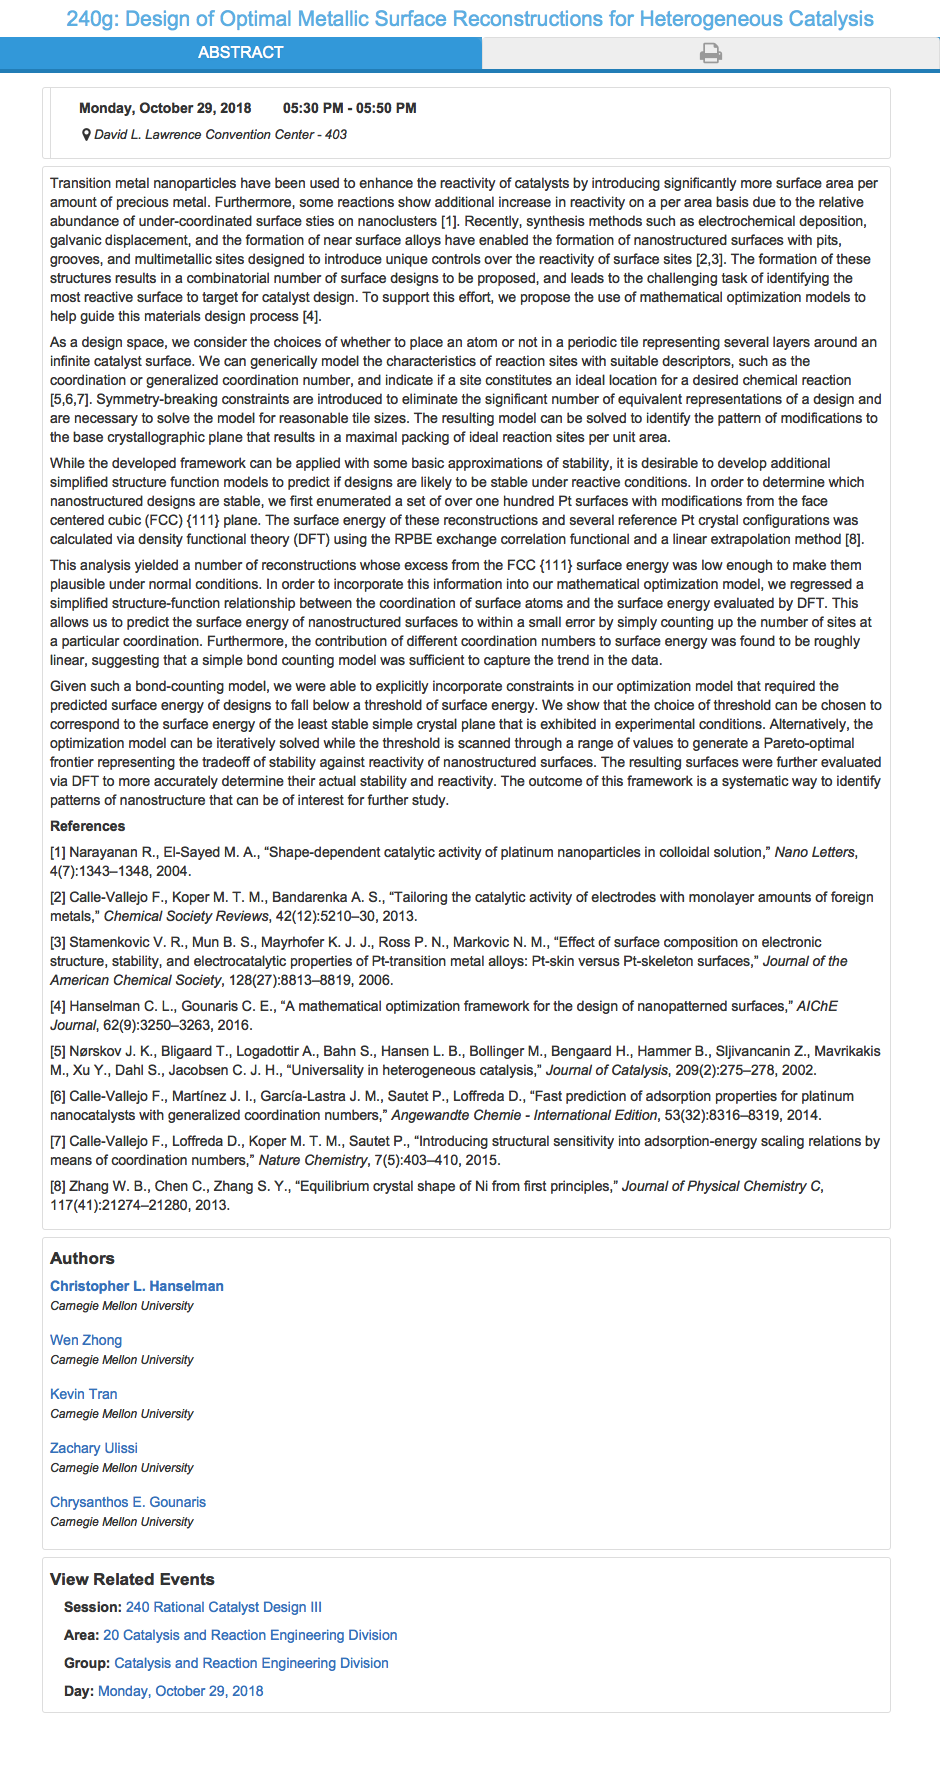 240g: Design of Optimal Metallic Surface Reconstructions for Heterogeneous Catalysis
ABSTRACT
Monday, October 29, 2018 05:30 PM - 05:50 PM
David L. Lawrence Convention Center - 403
Transition metal nanoparticles have been used to enhance the reactivity of catalysts by introducing significantly more surface area per
amount of precious metal. Furthermore, some reactions show additional increase in reactivity on a per area basis due to the relative
abundance of under-coordinated surface sties on nanoclusters [1]. Recently, synthesis methods such as electrochemical deposition,
galvanic displacement, and the formation of near surface alloys have enabled the formation of nanostructured surfaces with pits,
grooves, and multimetallic sites designed to introduce unique controls over the reactivity of surface sites [2,3]. The formation of these
structures results in a combinatorial number of surface designs to be proposed, and leads to the challenging task of identifying the
most reactive surface to target for catalyst design. To support this effort, we propose the use of mathematical optimization models to
help guide this materials design process [4].
As a design space, we consider the choices of whether to place an atom or not in a periodic tile representing several layers around an
infinite catalyst surface. We can generically model the characteristics of reaction sites with suitable descriptors, such as the
coordination or generalized coordination number, and indicate if a site constitutes an ideal location for a desired chemical reaction
[5,6,7]. Symmetry-breaking constraints are introduced to eliminate the significant number of equivalent representations of a design and
are necessary to solve the model for reasonable tile sizes. The resulting model can be solved to identify the pattern of modifications to
the base crystallographic plane that results in a maximal packing of ideal reaction sites per unit area.
While the developed framework can be applied with some basic approximations of stability, it is desirable to develop additional
simplified structure function models to predict if designs are likely to be stable under reactive conditions. In order to determine which
nanostructured designs are stable, we first enumerated a set of over one hundred Pt surfaces with modifications from the face
centered cubic (FCC) {111} plane. The surface energy of these reconstructions and several reference Pt crystal configurations was
calculated via density functional theory (DFT) using the RPBE exchange correlation functional and a linear extrapolation method [8].
This analysis yielded a number of reconstructions whose excess from the FCC {111} surface energy was low enough to make them
plausible under normal conditions. In order to incorporate this information into our mathematical optimization model, we regressed a
simplified structure-function relationship between the coordination of surface atoms and the surface energy evaluated by DFT. This
allows us to predict the surface energy of nanostructured surfaces to within a small error by simply counting up the number of sites at
a particular coordination. Furthermore, the contribution of different coordination numbers to surface energy was found to be roughly
linear, suggesting that a simple bond counting model was sufficient to capture the trend in the data.
Given such a bond-counting model, we were able to explicitly incorporate constraints in our optimization model that required the
predicted surface energy of designs to fall below a threshold of surface energy. We show that the choice of threshold can be chosen to
correspond to the surface energy of the least stable simple crystal plane that is exhibited in experimental conditions. Alternatively, the
optimization model can be iteratively solved while the threshold is scanned through a range of values to generate a Pareto-optimal
frontier representing the tradeoff of stability against reactivity of nanostructured surfaces. The resulting surfaces were further evaluated
via DFT to more accurately determine their actual stability and reactivity. The outcome of this framework is a systematic way to identify
patterns of nanostructure that can be of interest for further study.
References
[1] Narayanan R., El-Sayed M. A., “Shape-dependent catalytic activity of platinum nanoparticles in colloidal solution,” Nano Letters,
4(7):1343–1348, 2004.
[2] Calle-Vallejo F., Koper M. T. M., Bandarenka A. S., “Tailoring the catalytic activity of electrodes with monolayer amounts of foreign
metals,” Chemical Society Reviews, 42(12):5210–30, 2013.
[3] Stamenkovic V. R., Mun B. S., Mayrhofer K. J. J., Ross P. N., Markovic N. M., “Effect of surface composition on electronic
structure, stability, and electrocatalytic properties of Pt-transition metal alloys: Pt-skin versus Pt-skeleton surfaces,” Journal of the
American Chemical Society, 128(27):8813–8819, 2006.
[4] Hanselman C. L., Gounaris C. E., “A mathematical optimization framework for the design of nanopatterned surfaces,” AIChE
Journal, 62(9):3250–3263, 2016.
[5] Nørskov J. K., Bligaard T., Logadottir A., Bahn S., Hansen L. B., Bollinger M., Bengaard H., Hammer B., Sljivancanin Z., Mavrikakis
M., Xu Y., Dahl S., Jacobsen C. J. H., “Universality in heterogeneous catalysis,” Journal of Catalysis, 209(2):275–278, 2002.
[6] Calle-Vallejo F., Martínez J. I., García-Lastra J. M., Sautet P., Loffreda D., “Fast prediction of adsorption properties for platinum
nanocatalysts with generalized coordination numbers,” Angewandte Chemie - International Edition, 53(32):8316–8319, 2014.
[7] Calle-Vallejo F., Loffreda D., Koper M. T. M., Sautet P., “Introducing structural sensitivity into adsorption-energy scaling relations by
means of coordination numbers,” Nature Chemistry, 7(5):403–410, 2015.
[8] Zhang W. B., Chen C., Zhang S. Y., “Equilibrium crystal shape of Ni from first principles,” Journal of Physical Chemistry C,
117(41):21274–21280, 2013.
Authors
Christopher L. Hanselman
Carnegie Mellon University
Wen Zhong
Carnegie Mellon University
Kevin Tran
Carnegie Mellon University
Zachary Ulissi
Carnegie Mellon University
Chrysanthos E. Gounaris
Carnegie Mellon University
View Related Events
Session: 240 Rational Catalyst Design III
Area: 20 Catalysis and Reaction Engineering Division
Group: Catalysis and Reaction Engineering Division
Day: Monday, October 29, 2018